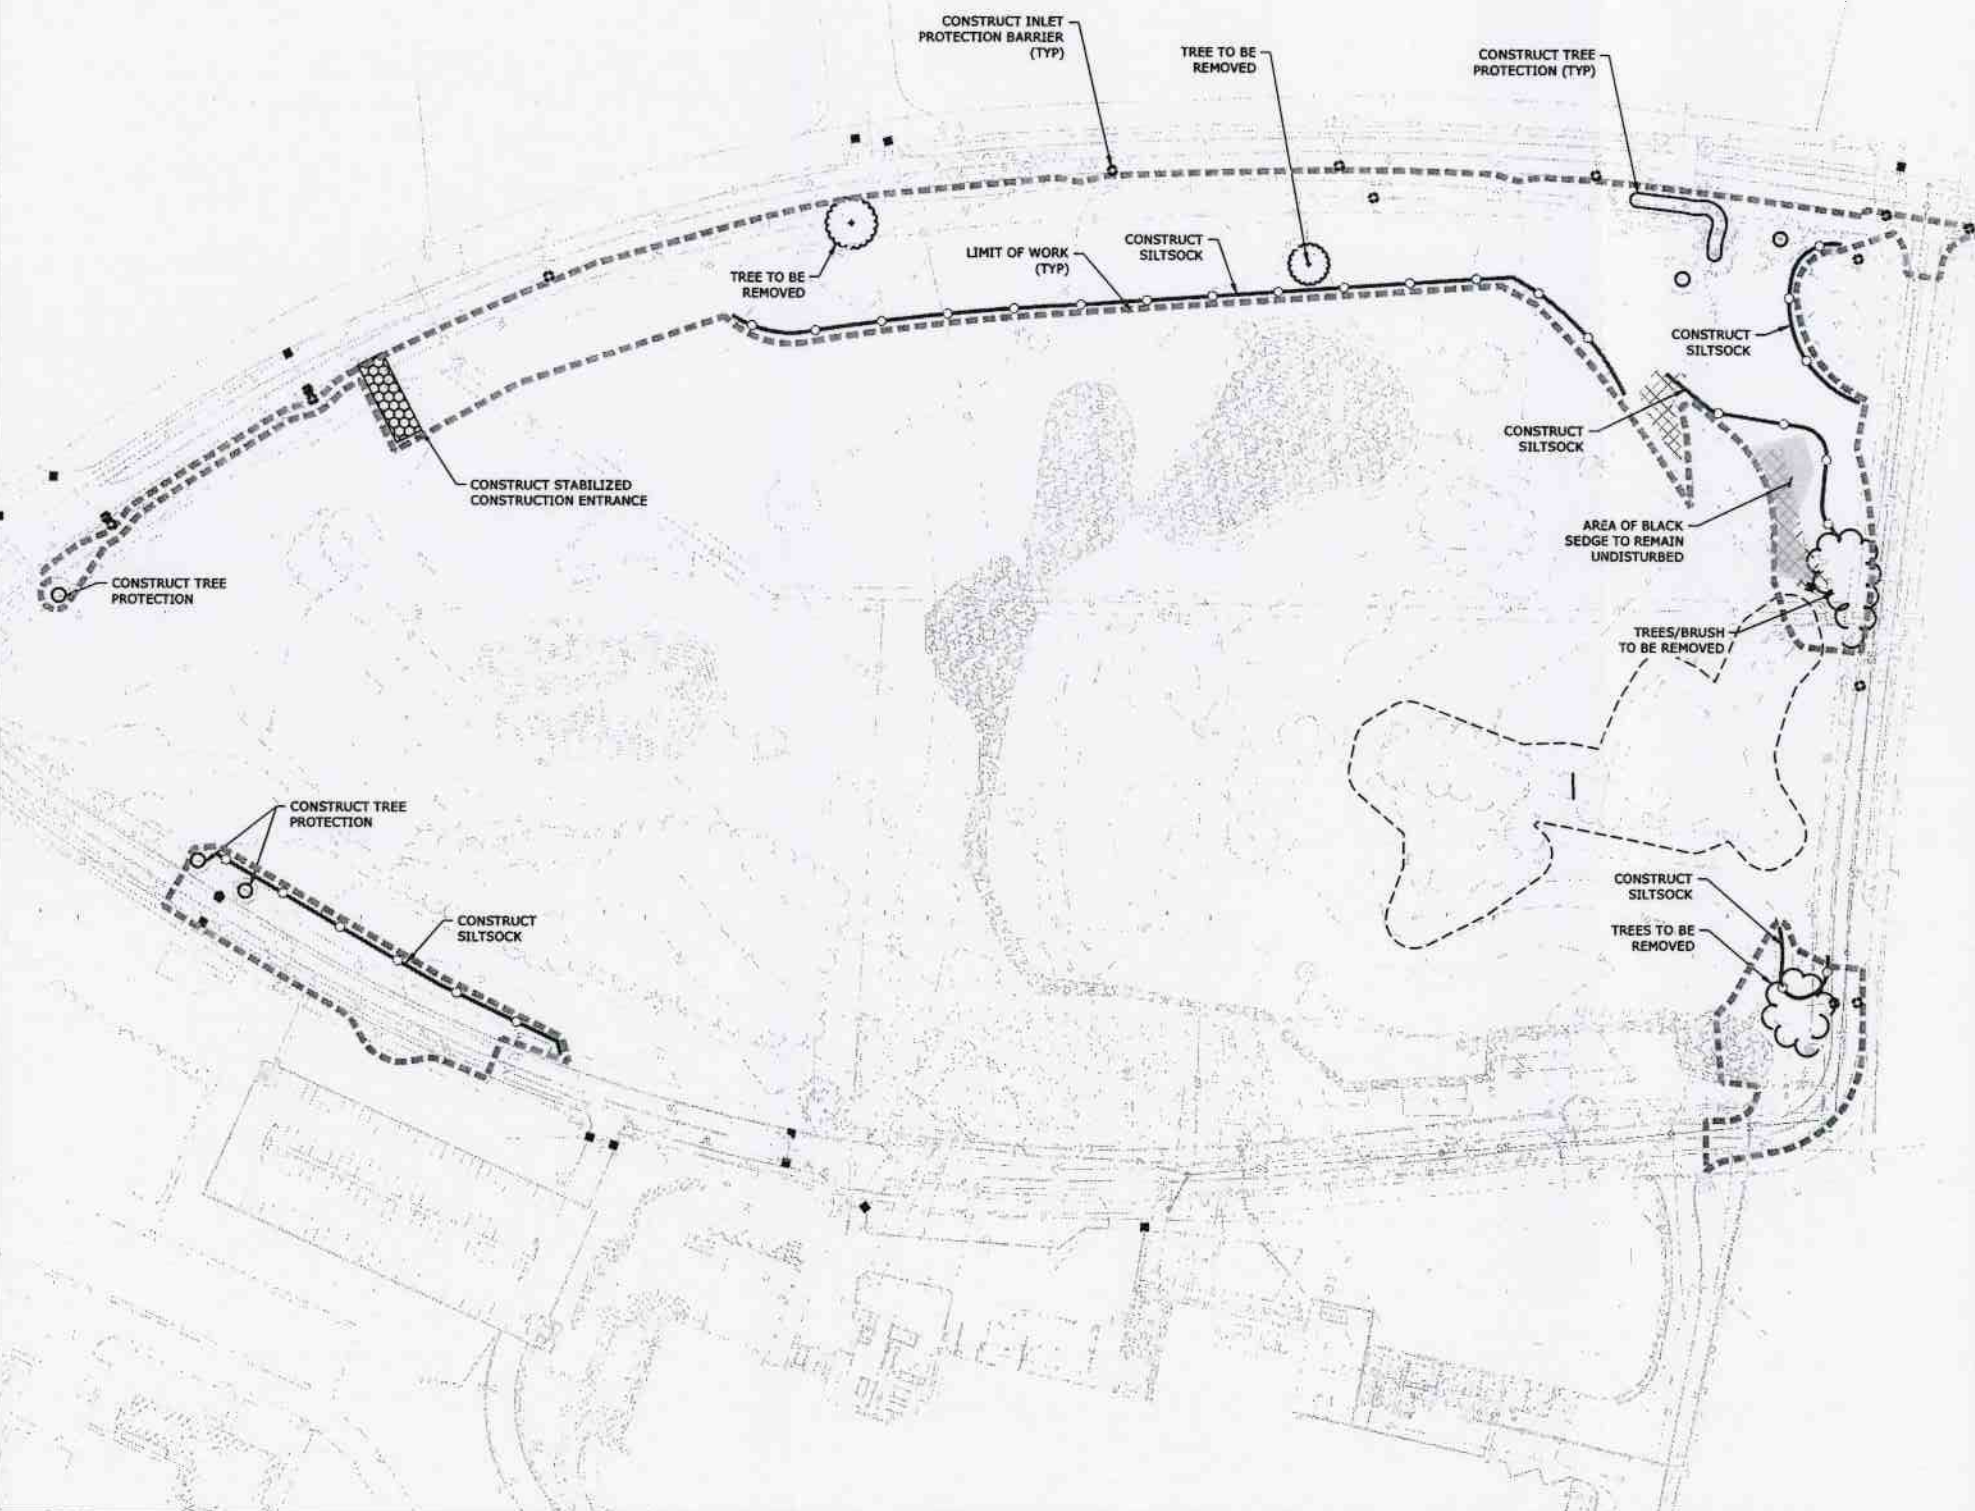 CONSTRUCT INLET
PROTECTION BARRIER
(TYP)
TREE TO BE
REMOVED
CONSTRUCT TREE
PROTECTION (TYP)
TREE TO BE
REMOVED
LIMIT OF WORK
(TYP)
CONSTRUCT
SILTSOCK
CONSTRUCT
SILTSOCK
CONSTRUCT
SILTSOCK
CONSTRUCT STABILIZED
CONSTRUCTION ENTRANCE
AREA OF BLACK
SEDGE TO REMAIN
UNDISTURBED
CONSTRUCT TREE
PROTECTION
TREES/BRUSH
TO BE REMOVED
CONSTRUCT TREE
PROTECTION
CONSTRUCT
SILTSOCK
CONSTRUCT
SILTSOCK
TREES TO BE
REMOVED